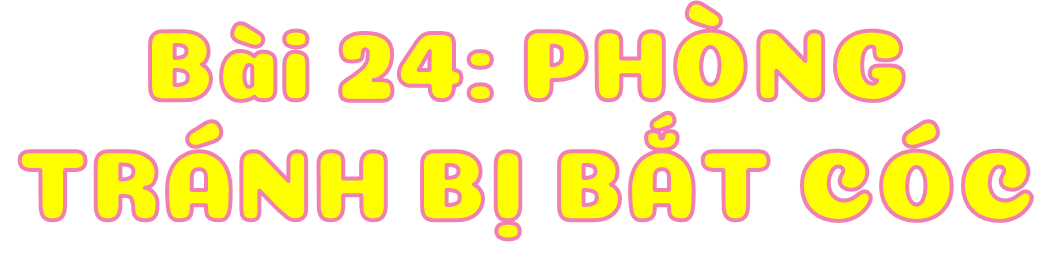 Bài 24: PHÒNG
TRÁNH BỊ BẮT CÓC